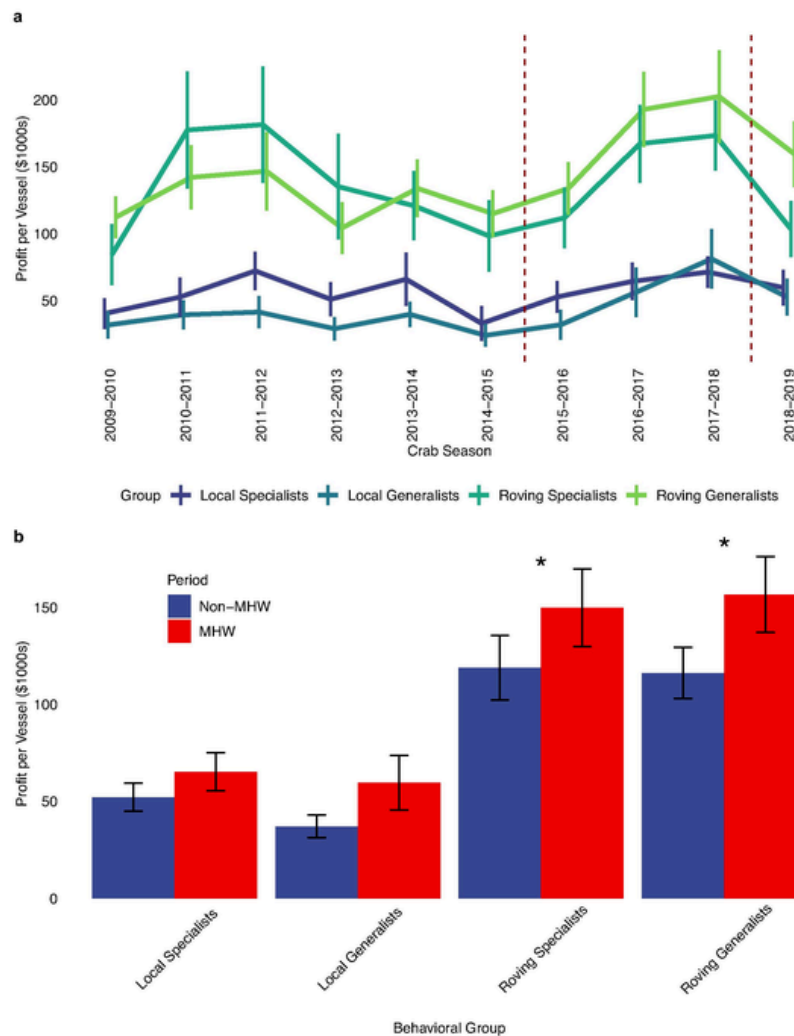 a
Profit per Vessel ($1000s)
200
150
100
50
2009–2010
2010–2011
2011–2012
2012–2013
2013–2014
2014–2015
2015–2016
2016–2017
2017–2018
2018–2019
Crab Season
Group Local Specialists Local Generalists Roving Specialists Roving Generalists
b
Profit per Vessel ($1000s)
150
100
50
0
Period
Non−MHW
MHW
*
*
Local Specialists
Local Generalists
Roving Specialists
Roving Generalists
Behavioral Group